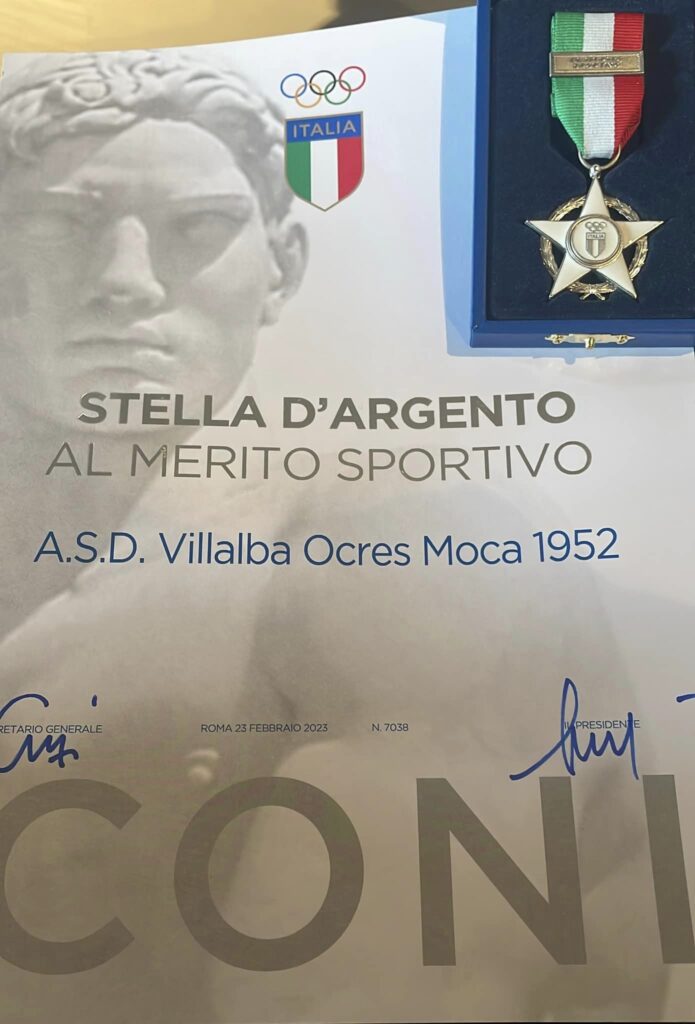 ITALIA
ITALIA
STELLA D'ARGENTO
AL MERITO SPORTIVO
A.S.D. Villalba Ocres Moca 1952
RETARIO GENERALE
ROMA 23 FEBBRAIO 2023
N. 7038
IL PRESIDENTE
CONI